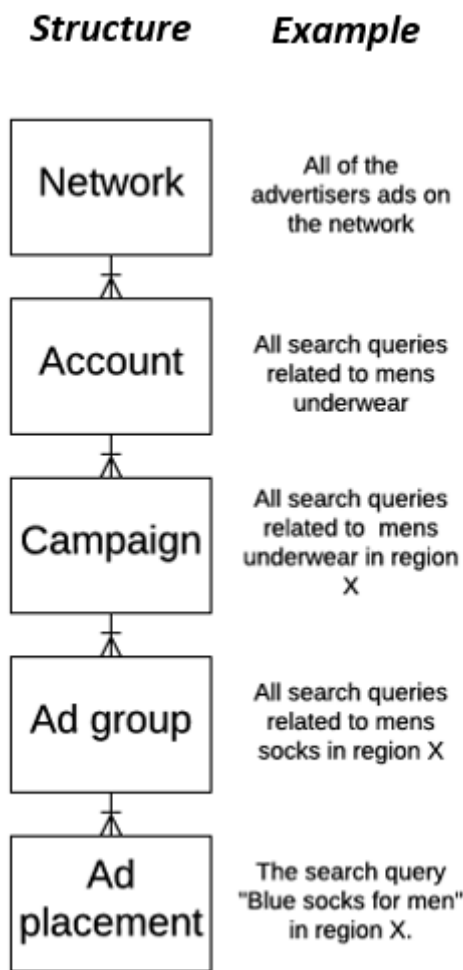 Structure Example
Network
All of the
advertisers ads on
the network
Account
All search queries
related to mens
underwear
Campaign
All search queries
related to mens
underwear in region
X
Ad group
All search queries
related to mens
socks in region X
Ad
placement
The search query
"Blue socks for men"
in region X.